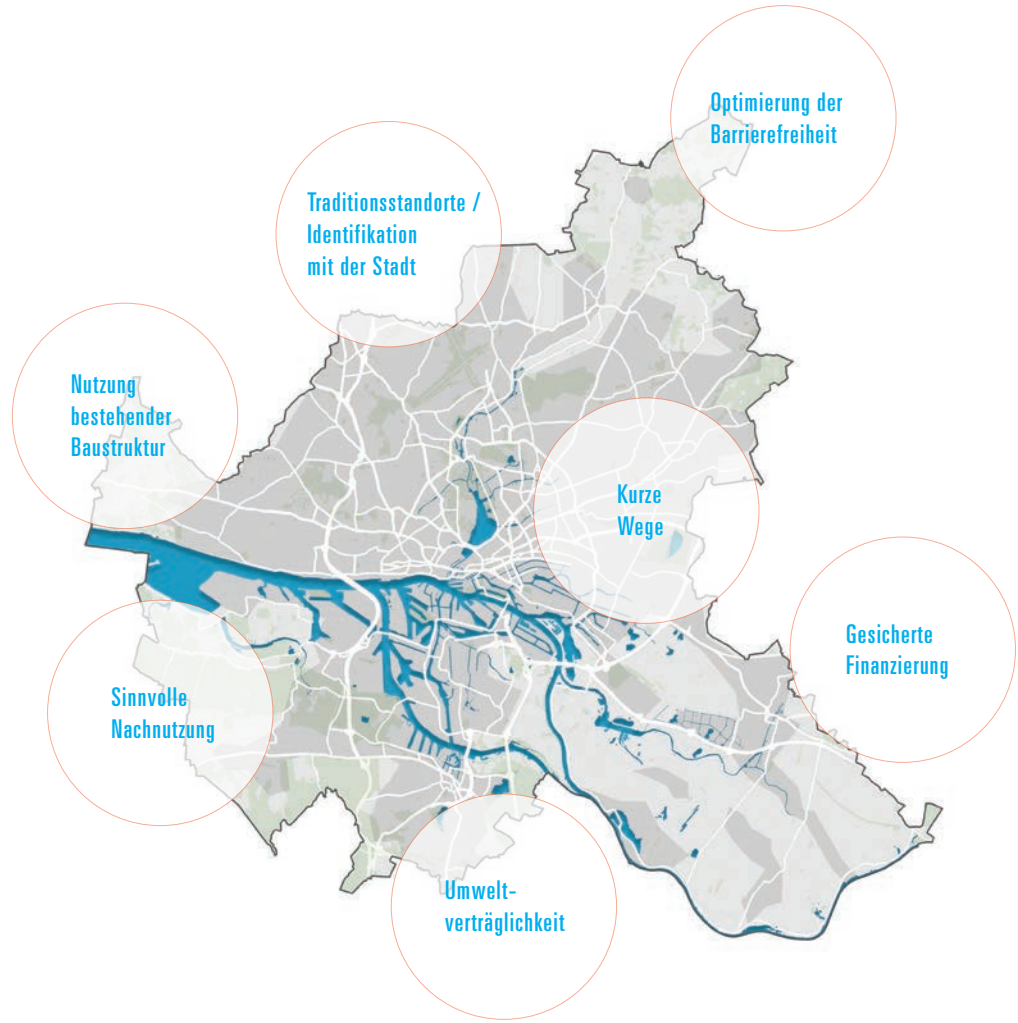 Optimierung der
Barrierefreiheit
Traditionsstandorte /
Identifikation
mit der Stadt
Nutzung
bestehender
Baustruktur
Kurze
Wege
Gesicherte
Finanzierung
Sinnvolle
Nachnutzung
Umwelt-
verträglichkeit